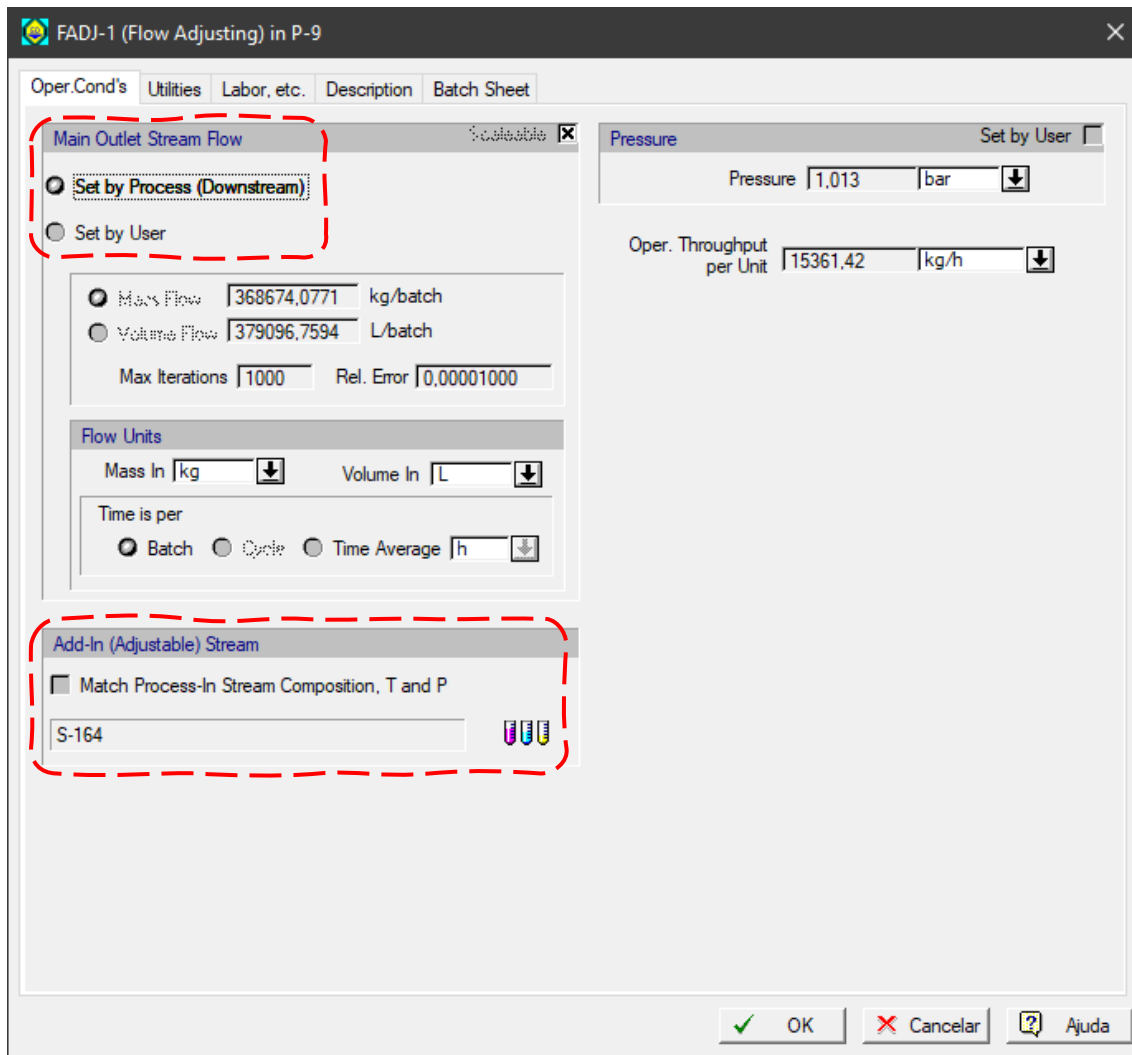 FADJ-1 (Flow Adjusting) in P-9
Oper.Cond's Utilities Labor, etc. Description Batch Sheet
Main Outlet Stream Flow Scaleable
Set by Process (Downstream)
Set by User
Mass Flow 368674,0771 kg/batch
Volume Flow 379096,7594 L/batch
Max Iterations 1000 Rel. Error 0,00001000
Flow Units
Mass In kg Volume In L
Time is per
Batch Cycle Time Average h
Add-In (Adjustable) Stream
Match Process-In Stream Composition, T and P
S-164
Pressure Set by User
Pressure 1,013 bar
Oper. Throughput
per Unit 15361,42 kg/h
OK Cancelar Ajuda